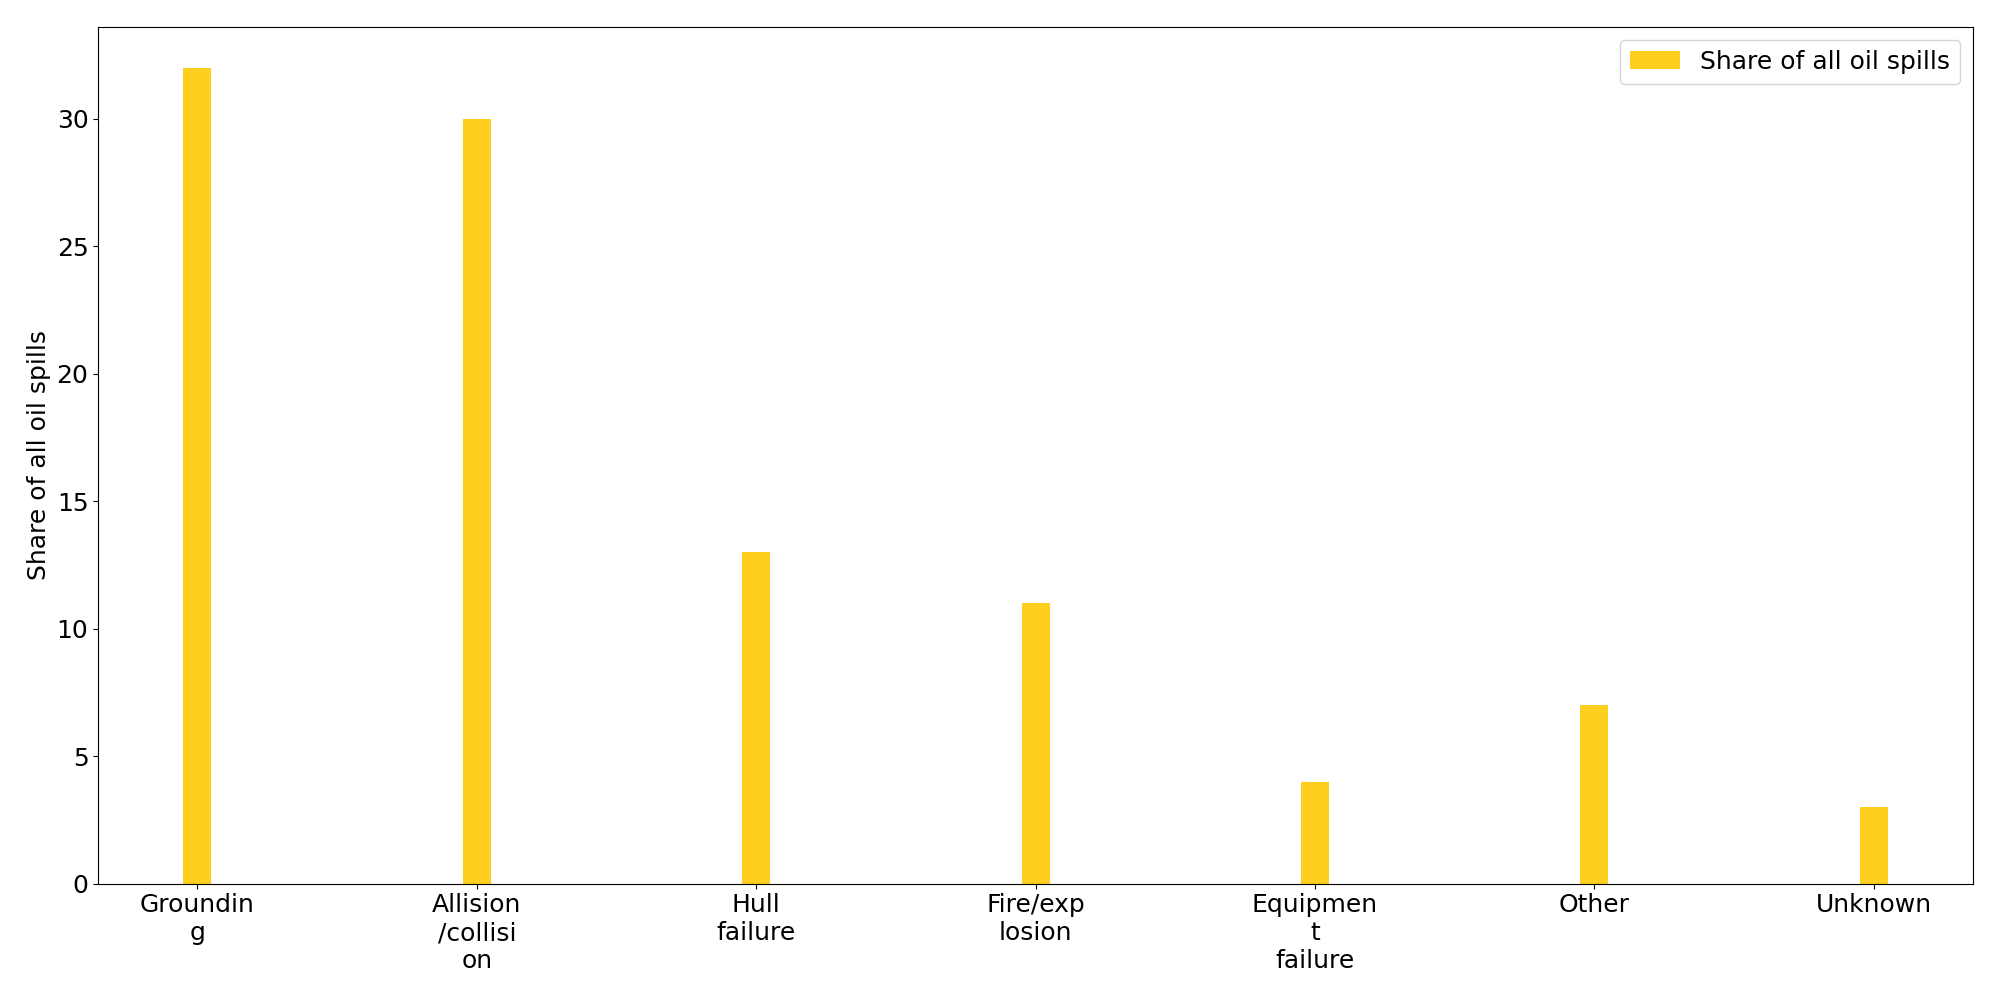 Share of all oil spills
Share of all oil spills
30
25
20
15
10
5
0
Groundin
g
Allision
/collisi
on
Hull
failure
Fire/exp
losion
Equipmen
t
failure
Other
Unknown